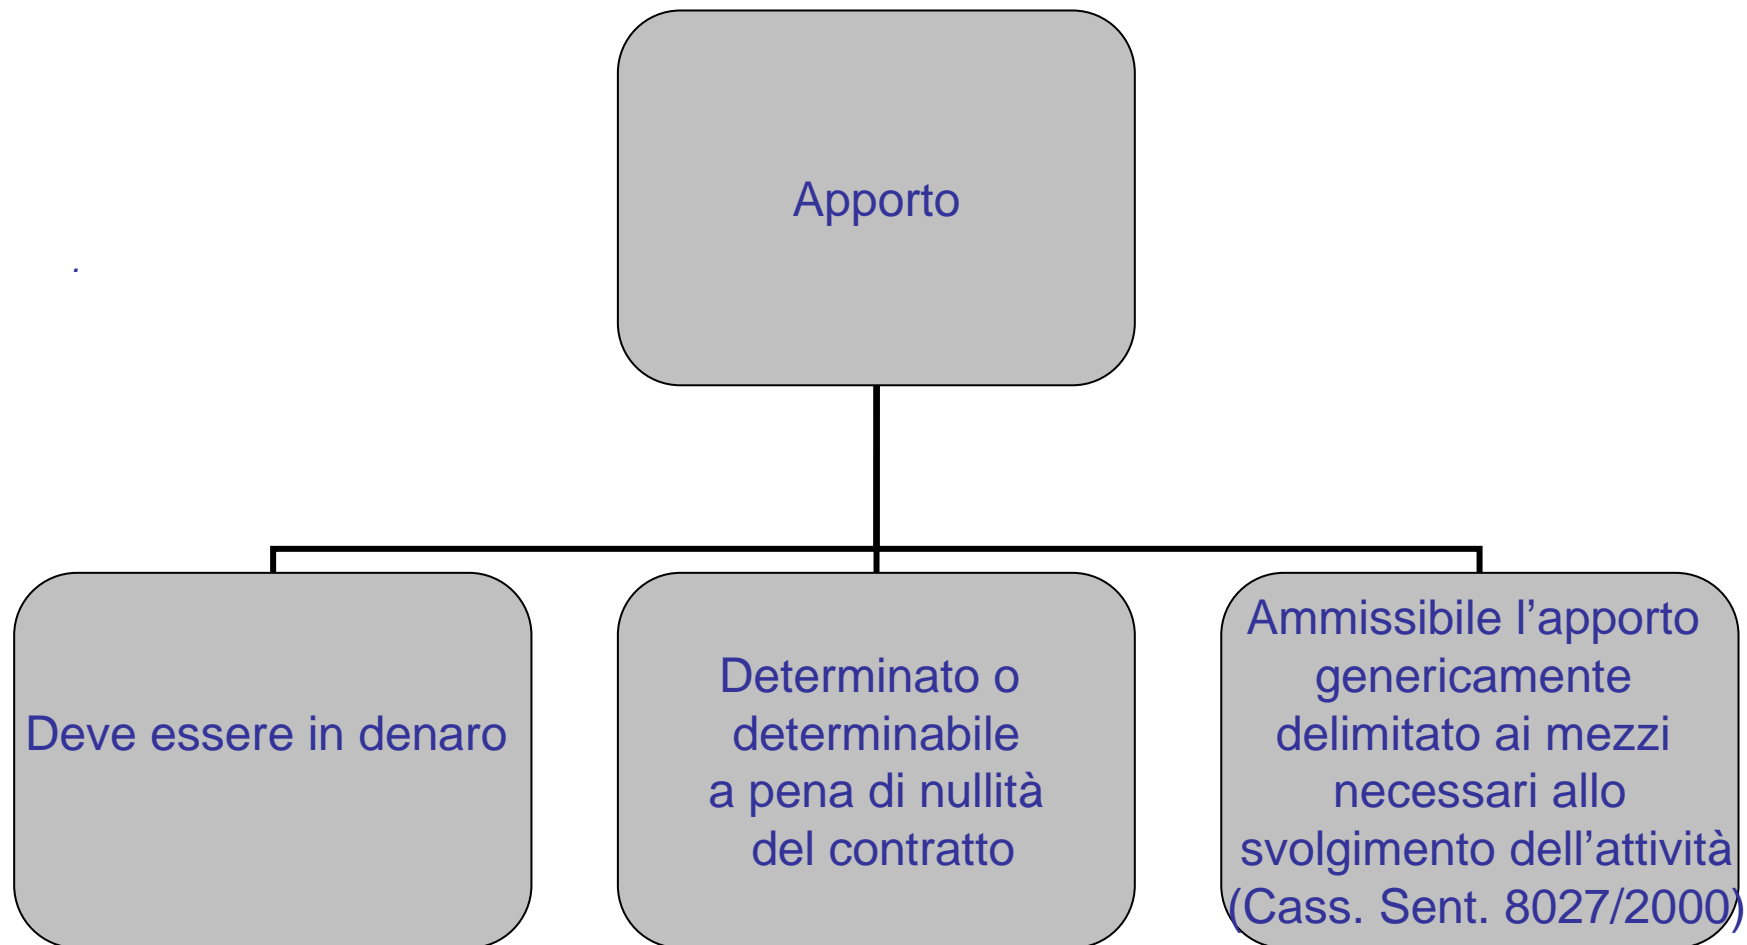 Apporto
.
Deve essere in denaro
Determinato o
determinabile
a pena di nullità
del contratto
Ammissibile l’apporto
genericamente
delimitato ai mezzi
necessari allo
svolgimento dell’attività
(Cass. Sent. 8027/2000)